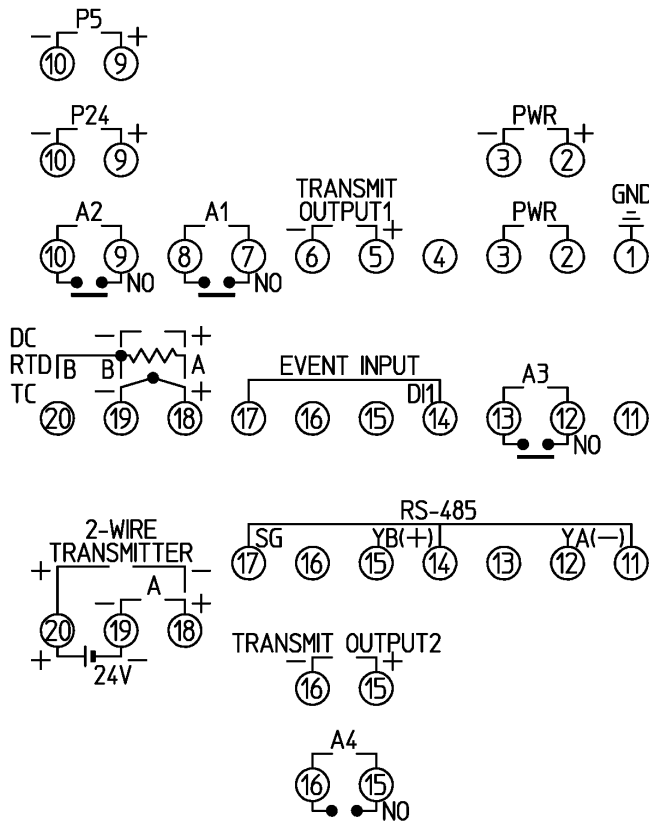 P5
− +
10 9
P24 PWR
− + − +
10 9 3 2
TRANSMIT
OUTPUT1 GND
A2 A1 − + PWR
10 9 8 7 6 5 4 3 2 1
NO NO
DC − +
RTD B B A EVENT INPUT A3
TC − + DI1
20 19 18 17 16 15 14 13 12 11
NO
RS-485
2-WIRE SG YB(+) YA(−)
TRANSMITTER 17 16 15 14 13 12 11
+ −
A
− +
20 19 18 TRANSMIT OUTPUT2
+ 24V − − +
16 15
A4
16 15
NO